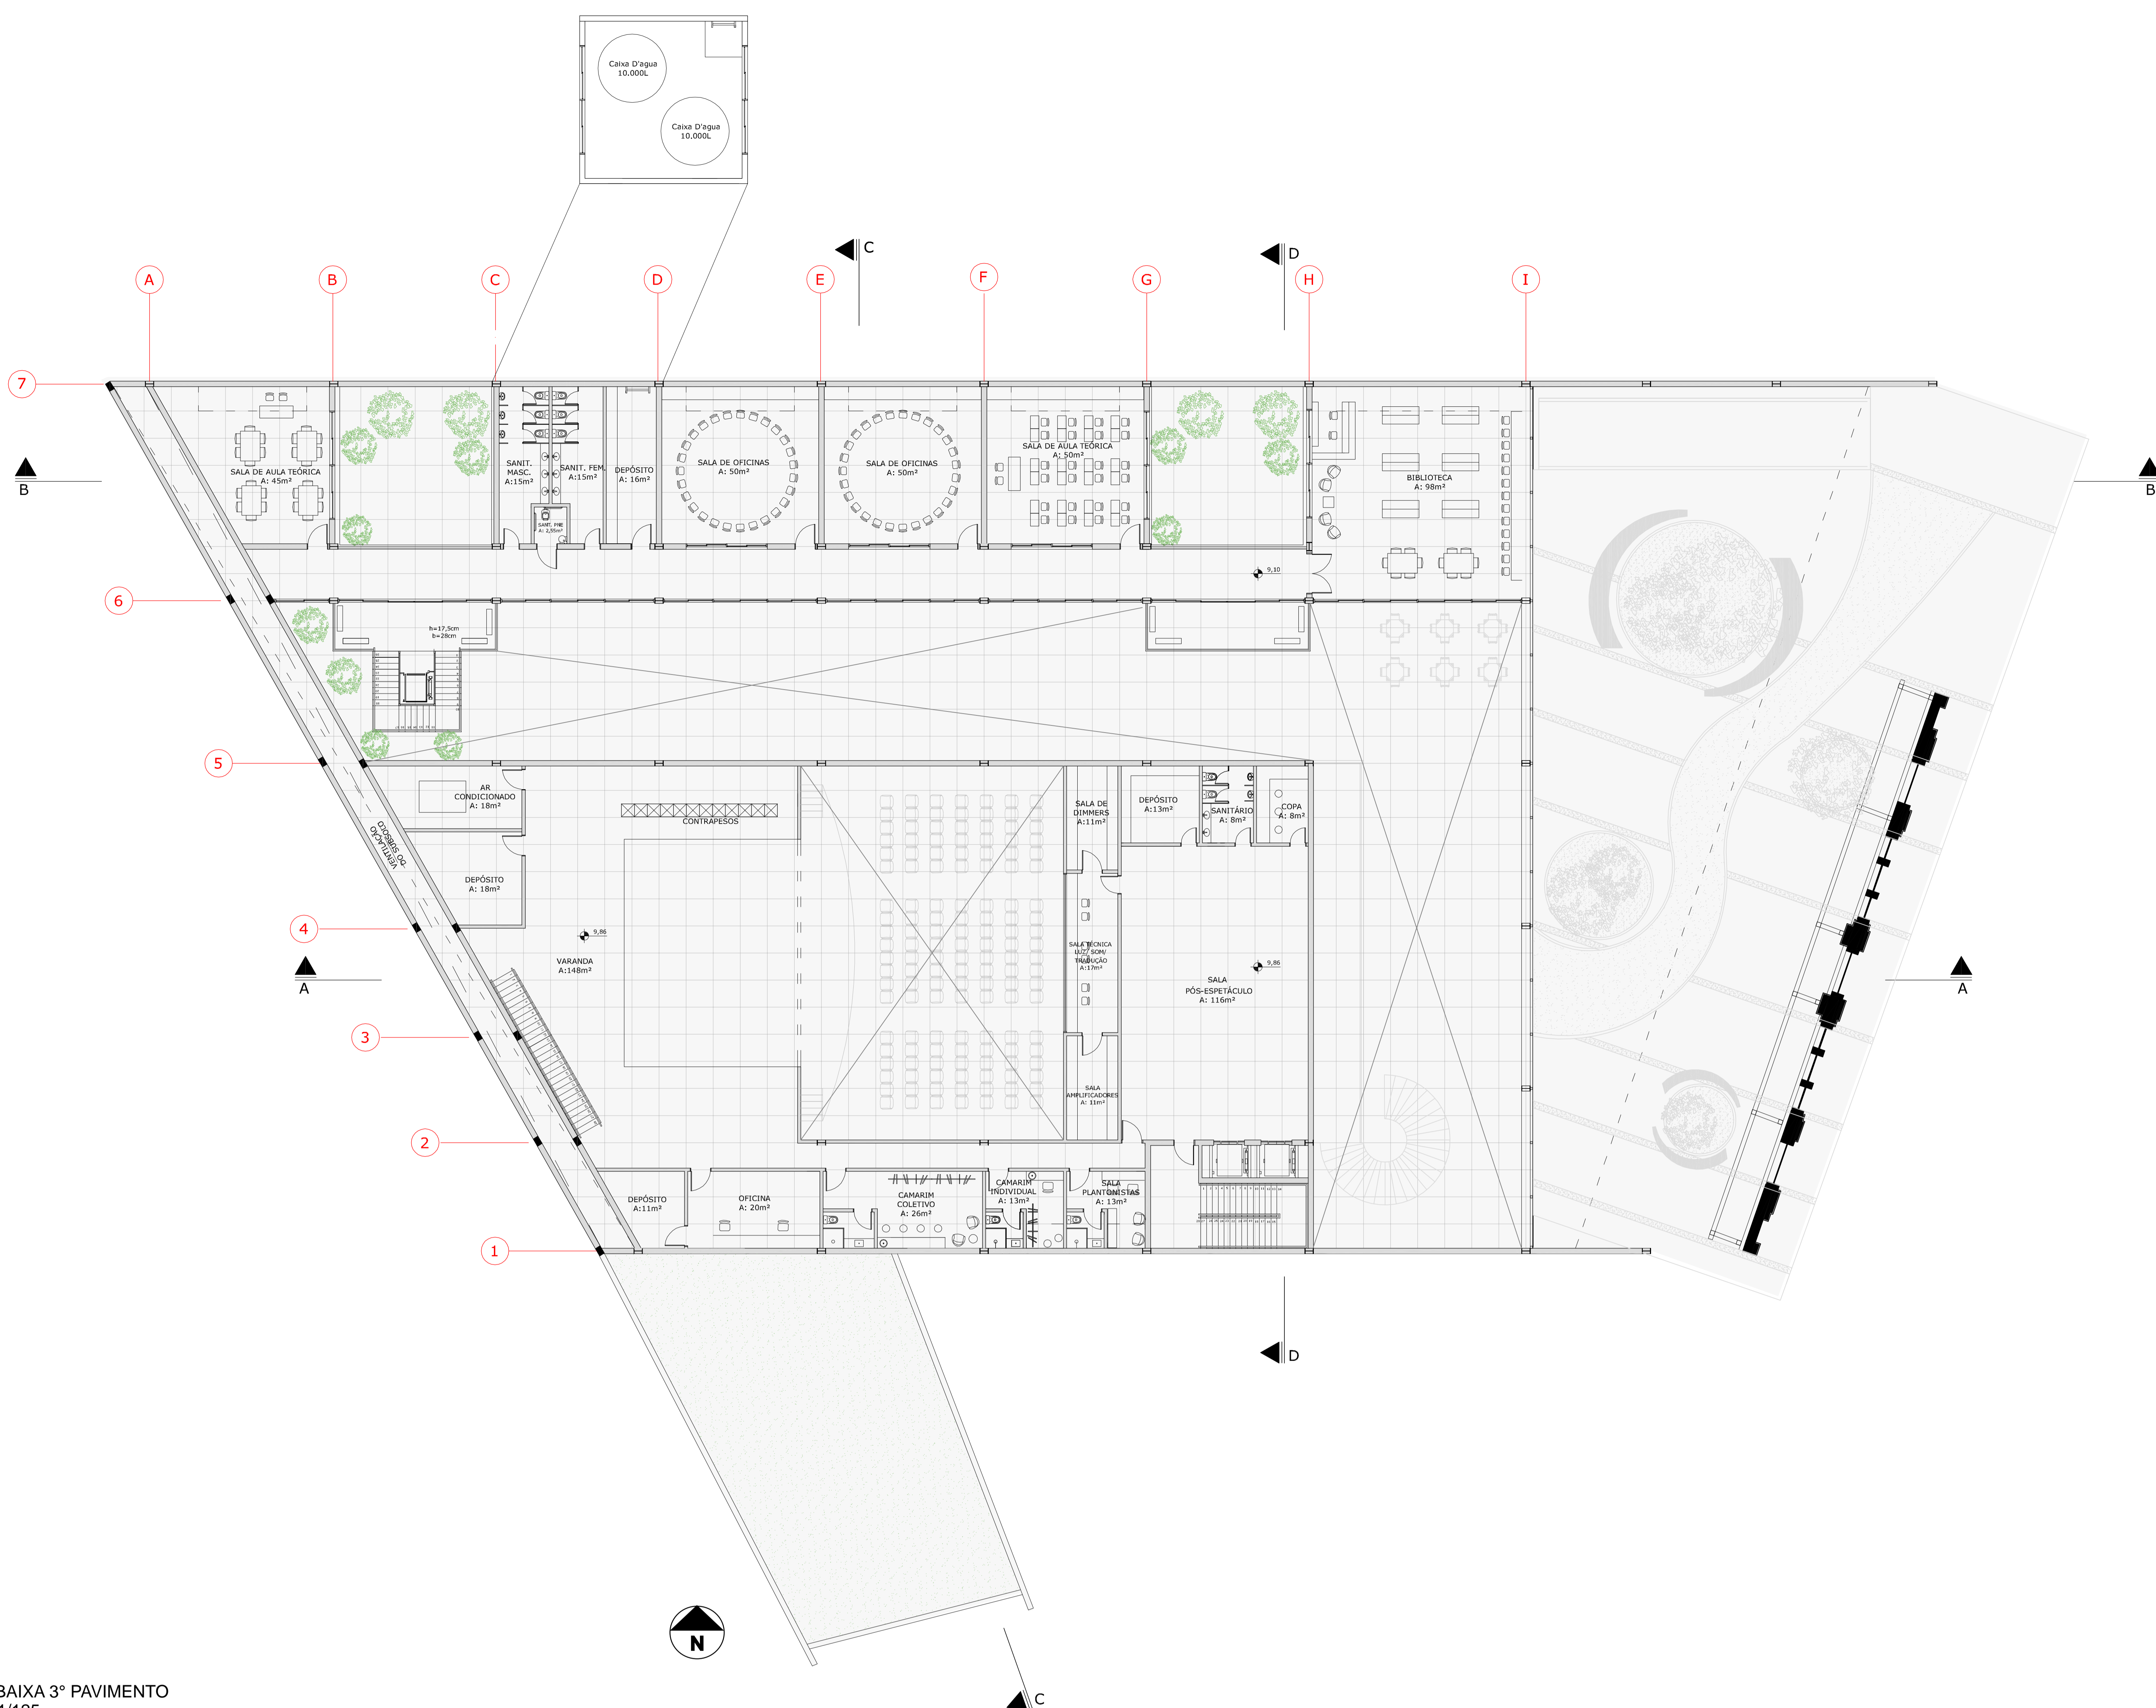 Caixa D'agua
10.000L
Caixa D'agua
10.000L
C
D
A
B
C
D
E
F
G
H
I
7
B
B
SALA DE AULA TEÓRICA
A: 45m²
SANIT.
MASC.
A:15m²
SANIT. FEM.
A:15m²
SANIT. PNE
A: 2,55m²
DEPÓSITO
A: 16m²
SALA DE OFICINAS
A: 50m²
SALA DE OFICINAS
A: 50m²
SALA DE AULA TEÓRICA
A: 50m²
BIBLIOTECA
A: 98m²
9,10
6
h=17,5cm
b=28cm
5
AR
CONDICIONADO
A: 18m²
CONTRAPESOS
SALA DE
DIMMERS
A:11m²
DEPÓSITO
A:13m²
SANITÁRIO
A: 8m²
COPA
A: 8m²
VENTILAÇÃO
DO SUBSOLO
DEPÓSITO
A: 18m²
4
9,86
VARANDA
A:148m²
SALA TÉCNICA
LUZ/ SOM/
TRADUÇÃO
A:17m²
9,86
SALA
PÓS-ESPETÁCULO
A: 116m²
A
A
3
SALA
AMPLIFICADORES
A: 11m²
2
DEPÓSITO
A:11m²
OFICINA
A: 20m²
CAMARIM
COLETIVO
A: 26m²
CAMARIM
INDIVIDUAL
A: 13m²
SALA
PLANTONISTAS
A: 13m²
1
D
N
C
BAIXA 3° PAVIMENTO